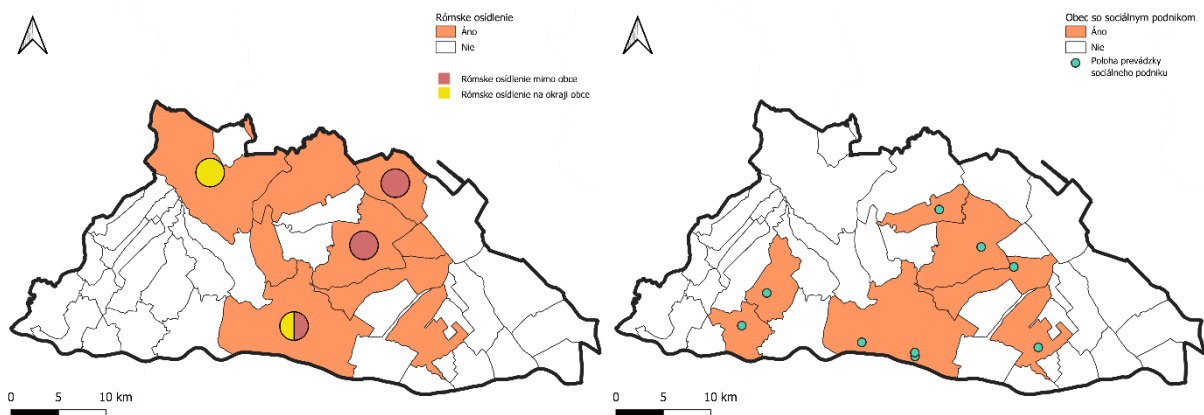 Rómske osídlenie
Áno
Nie
Rómske osídlenie mimo obce
Rómske osídlenie na okraji obce
0 5 10 km
Obec so sociálnym podnikom
Áno
Nie
Poloha prevádzky
sociálneho podniku
0 5 10 km